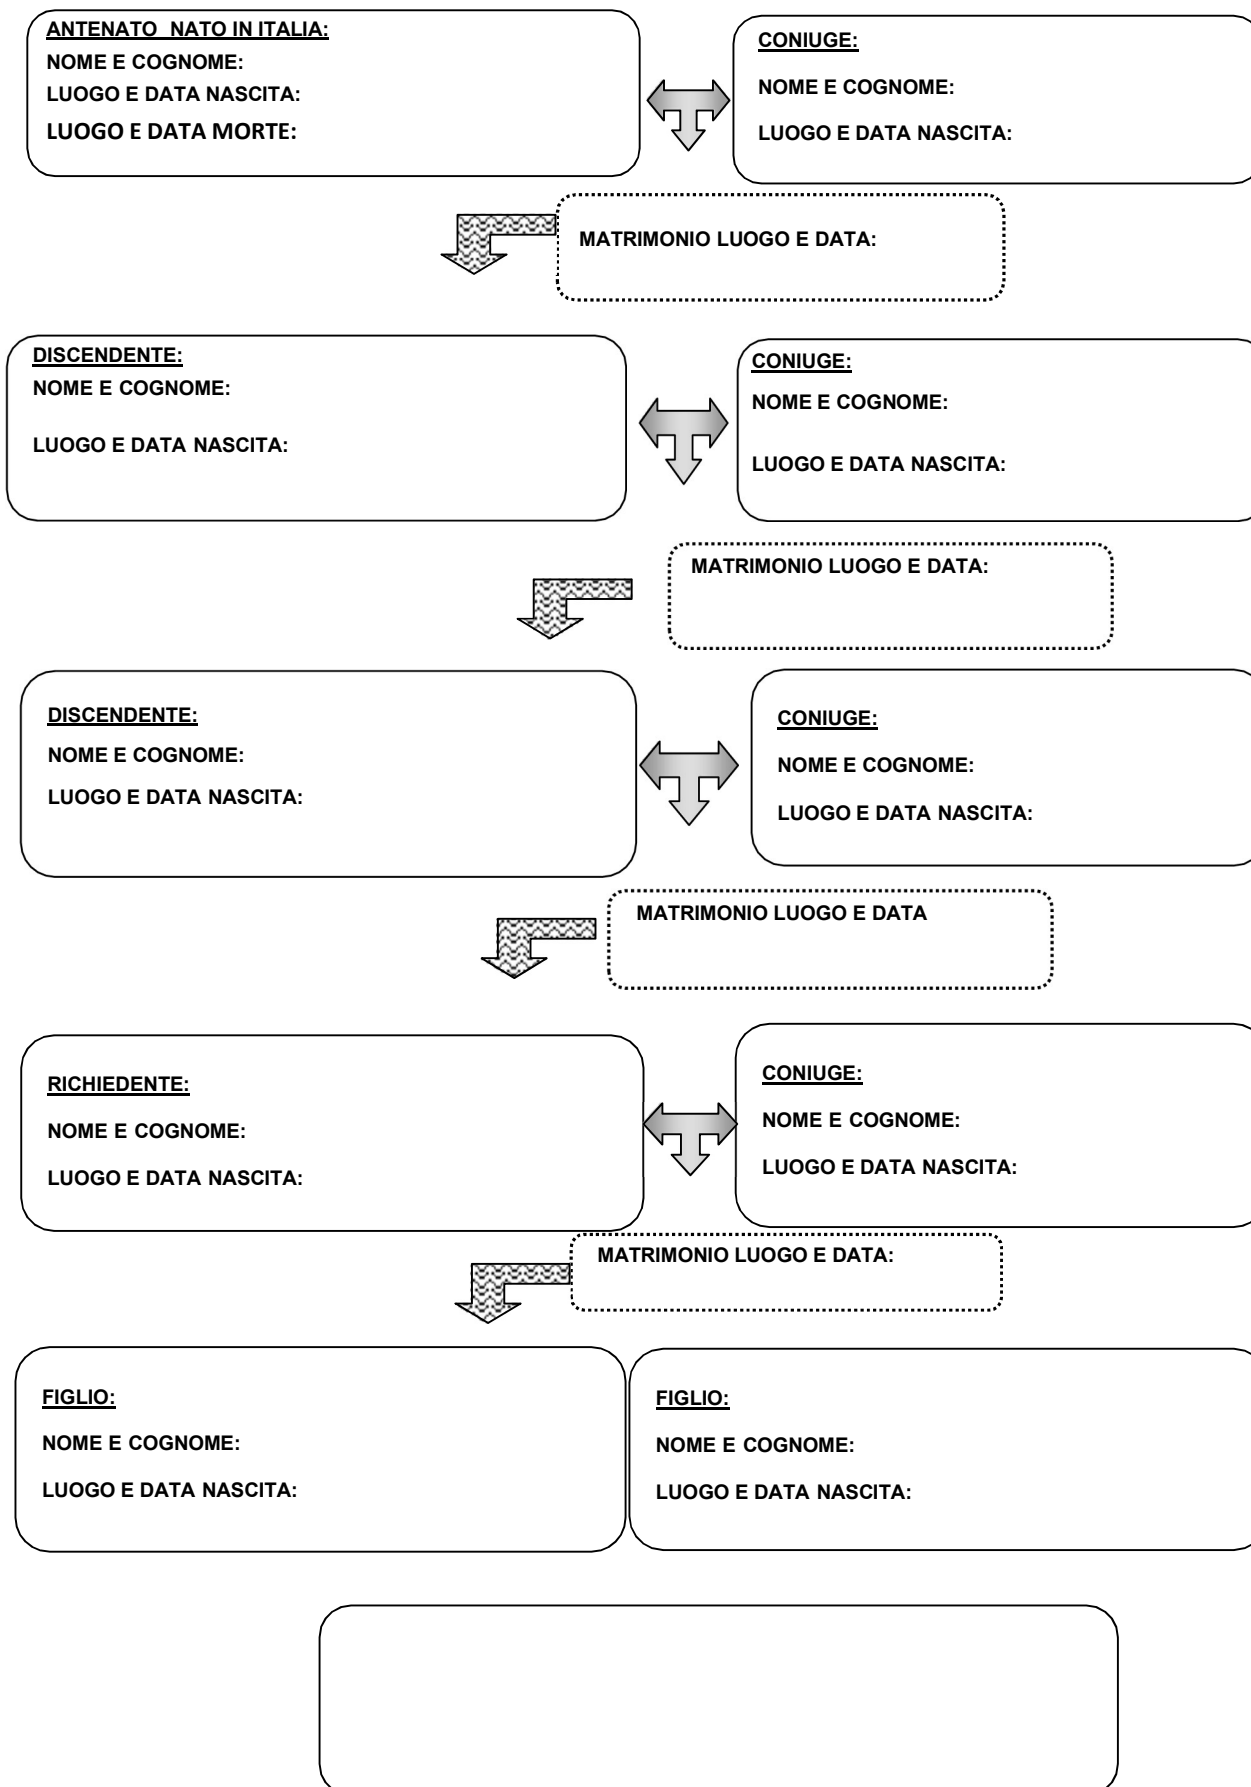 ANTENATO NATO IN ITALIA:
NOME E COGNOME:
LUOGO E DATA NASCITA:
LUOGO E DATA MORTE:
CONIUGE:
NOME E COGNOME:
LUOGO E DATA NASCITA:
MATRIMONIO LUOGO E DATA:
DISCENDENTE:
NOME E COGNOME:
LUOGO E DATA NASCITA:
CONIUGE:
NOME E COGNOME:
LUOGO E DATA NASCITA:
MATRIMONIO LUOGO E DATA:
DISCENDENTE:
NOME E COGNOME:
LUOGO E DATA NASCITA:
CONIUGE:
NOME E COGNOME:
LUOGO E DATA NASCITA:
MATRIMONIO LUOGO E DATA
RICHIEDENTE:
NOME E COGNOME:
LUOGO E DATA NASCITA:
CONIUGE:
NOME E COGNOME:
LUOGO E DATA NASCITA:
MATRIMONIO LUOGO E DATA:
FIGLIO:
NOME E COGNOME:
LUOGO E DATA NASCITA:
FIGLIO:
NOME E COGNOME:
LUOGO E DATA NASCITA: